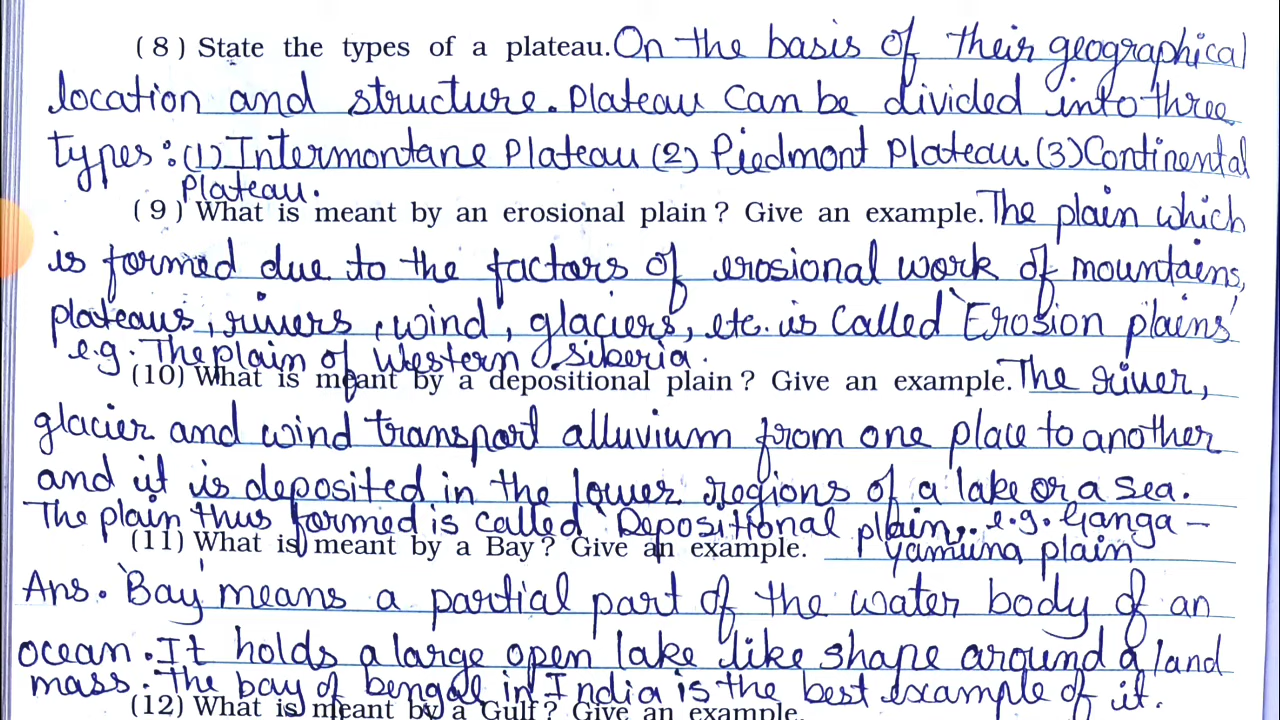 (8) State the types of a plateau. On the basis of their geographical
location and structure. Plateau can be divided into three
types: (1) Intermontane Plateau (2) Piedmont Plateau (3) Continental
Plateau.
(9) What is meant by an erosional plain? Give an example. The plain which
is formed due to the factors of erosional work of mountains,
plateaus, rivers, wind, glaciers, etc. is called 'Erosion plains'
e.g. The plain of Western Siberia.
(10) What is meant by a depositional plain? Give an example. The river,
glacier and wind transport alluvium from one place to another
and it is deposited in the lower regions of a lake or a sea.
The plain thus formed is called 'Depositional plain,. e.g. Ganga -
Yamuna plain
(11) What is meant by a Bay? Give an example.
Ans. 'Bay' means a partial part of the water body of an
ocean. It holds a large open lake like shape around a land
mass. The bay of bengal in India is the best example of it.
(12) What is meant by a Gulf? Give an example.